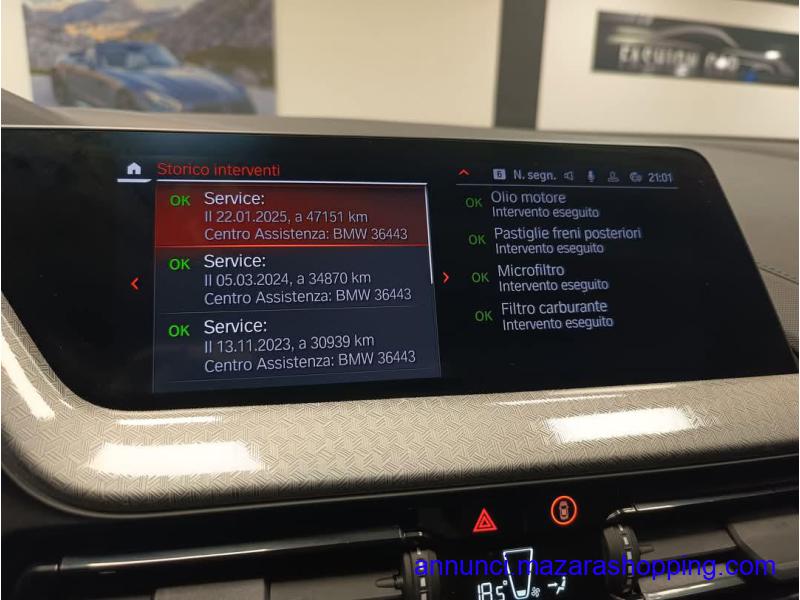 FASHION CAR
Storico interventi
6 N. segn. 21:01
OK Service:
Il 22.01.2025, a 47151 km
Centro Assistenza: BMW 36443
OK Service:
Il 05.03.2024, a 34870 km
Centro Assistenza: BMW 36443
OK Service:
Il 13.11.2023, a 30939 km
Centro Assistenza: BMW 36443
OK Olio motore
Intervento eseguito
OK Pastiglie freni posteriori
Intervento eseguito
OK Microfiltro
Intervento eseguito
OK Filtro carburante
Intervento eseguito
annunci.mazarashopping.com
18.5°